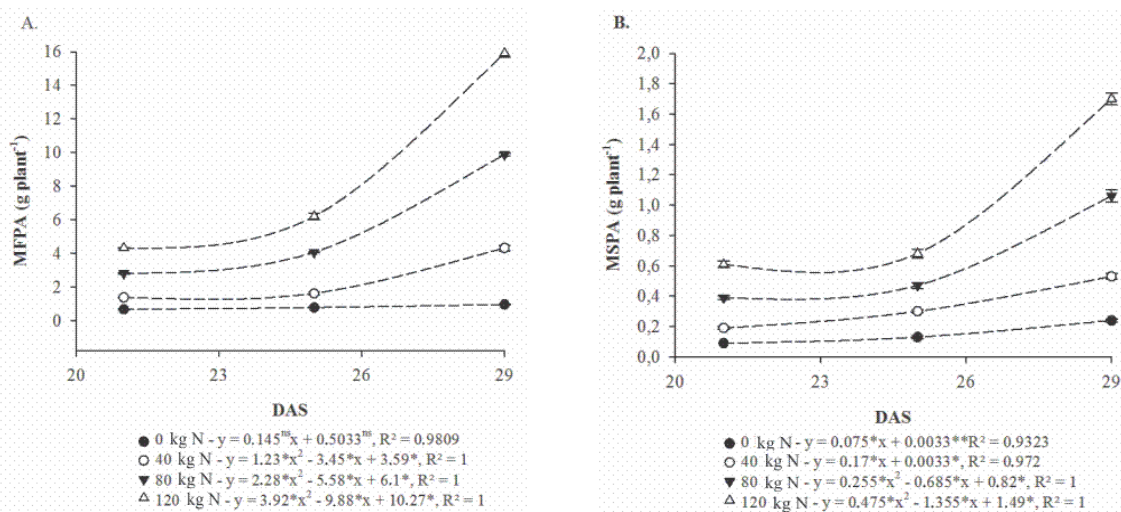 A.
MFPA (g plant⁻¹)
16
14
12
10
8
6
4
2
0
20 23 26 29
DAS
● 0 kg N - y = 0.145ⁿˢx + 0.5033ⁿˢ, R² = 0.9809
○ 40 kg N - y = 1.23*x² - 3.45*x + 3.59*, R² = 1
▼ 80 kg N - y = 2.28*x² - 5.58*x + 6.1*, R² = 1
△ 120 kg N - y = 3.92*x² - 9.88*x + 10.27*, R² = 1
B.
MSPA (g plant⁻¹)
2,0
1,8
1,6
1,4
1,2
1,0
0,8
0,6
0,4
0,2
0,0
20 23 26 29
DAS
● 0 kg N - y = 0.075*x + 0.0033**R² = 0.9323
○ 40 kg N - y = 0.17*x + 0.0033*, R² = 0.972
▼ 80 kg N - y = 0.255*x² - 0.685*x + 0.82*, R² = 1
△ 120 kg N - y = 0.475*x² - 1.355*x + 1.49*, R² = 1